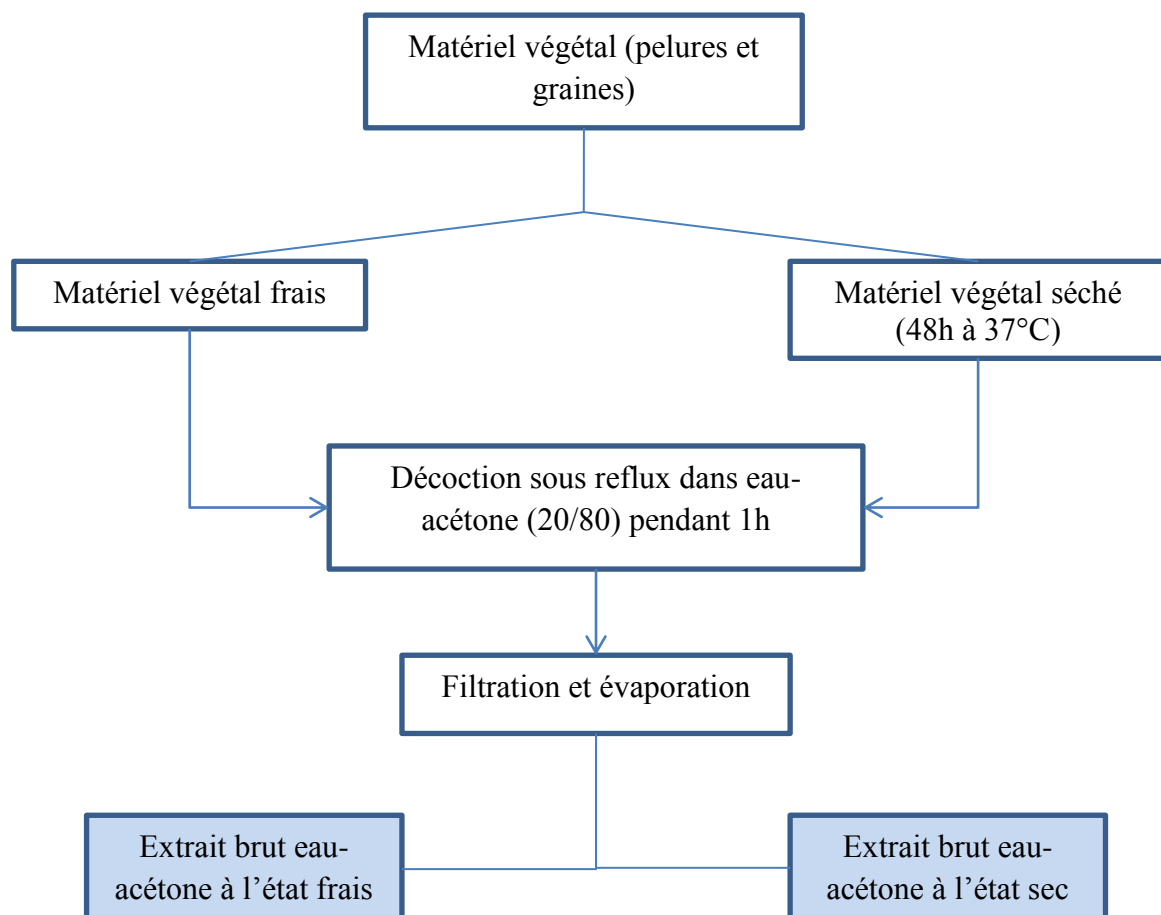 Matériel végétal (pelures et
graines)
Matériel végétal frais
Matériel végétal séché
(48h à 37°C)
Décoction sous reflux dans eau-
acétone (20/80) pendant 1h
Filtration et évaporation
Extrait brut eau-
acétone à l’état frais
Extrait brut eau-
acétone à l’état sec